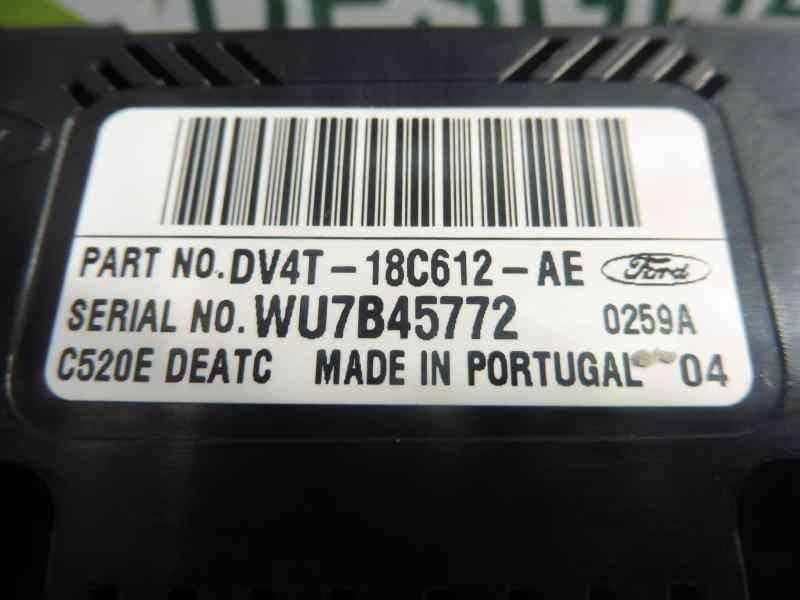 PART NO. DV4T-18C612-AE Ford
SERIAL NO. WU7B45772 0259A
C520E DEATC MADE IN PORTUGAL 04